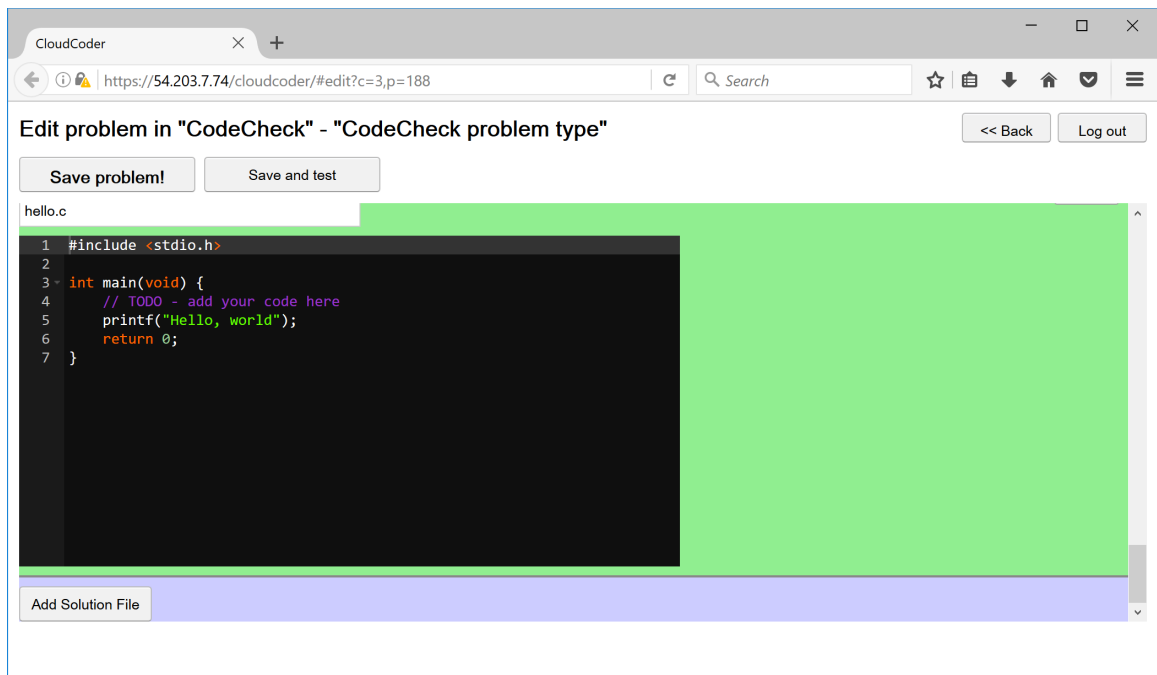 CloudCoder
https://54.203.7.74/cloudcoder/#edit?c=3,p=188
Search
Edit problem in "CodeCheck" - "CodeCheck problem type"
<< Back
Log out
Save problem!
Save and test
hello.c
1 #include <stdio.h>
2
3 int main(void) {
4     // TODO - add your code here
5     printf("Hello, world");
6     return 0;
7 }
Add Solution File